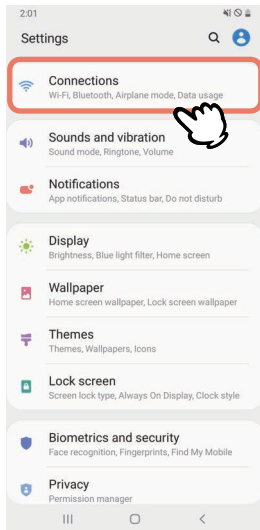 2:01
Settings
Connections
Wi-Fi, Bluetooth, Airplane mode, Data usage
Sounds and vibration
Sound mode, Ringtone, Volume
Notifications
App notifications, Status bar, Do not disturb
Display
Brightness, Blue light filter, Home screen
Wallpaper
Home screen wallpaper, Lock screen wallpaper
Themes
Themes, Wallpapers, Icons
Lock screen
Screen lock type, Always On Display, Clock style
Biometrics and security
Face recognition, Fingerprints, Find My Mobile
Privacy
Permission manager